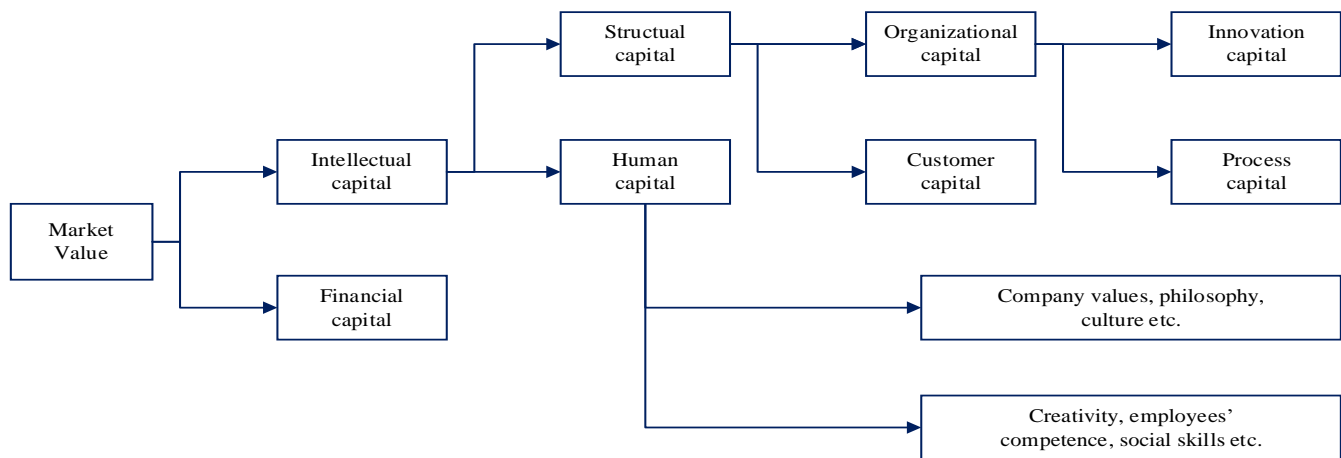 Structual
capital
Organizational
capital
Innovation
capital
Intellectual
capital
Human
capital
Customer
capital
Process
capital
Market
Value
Financial
capital
Company values, philosophy,
culture etc.
Creativity, employees’
competence, social skills etc.